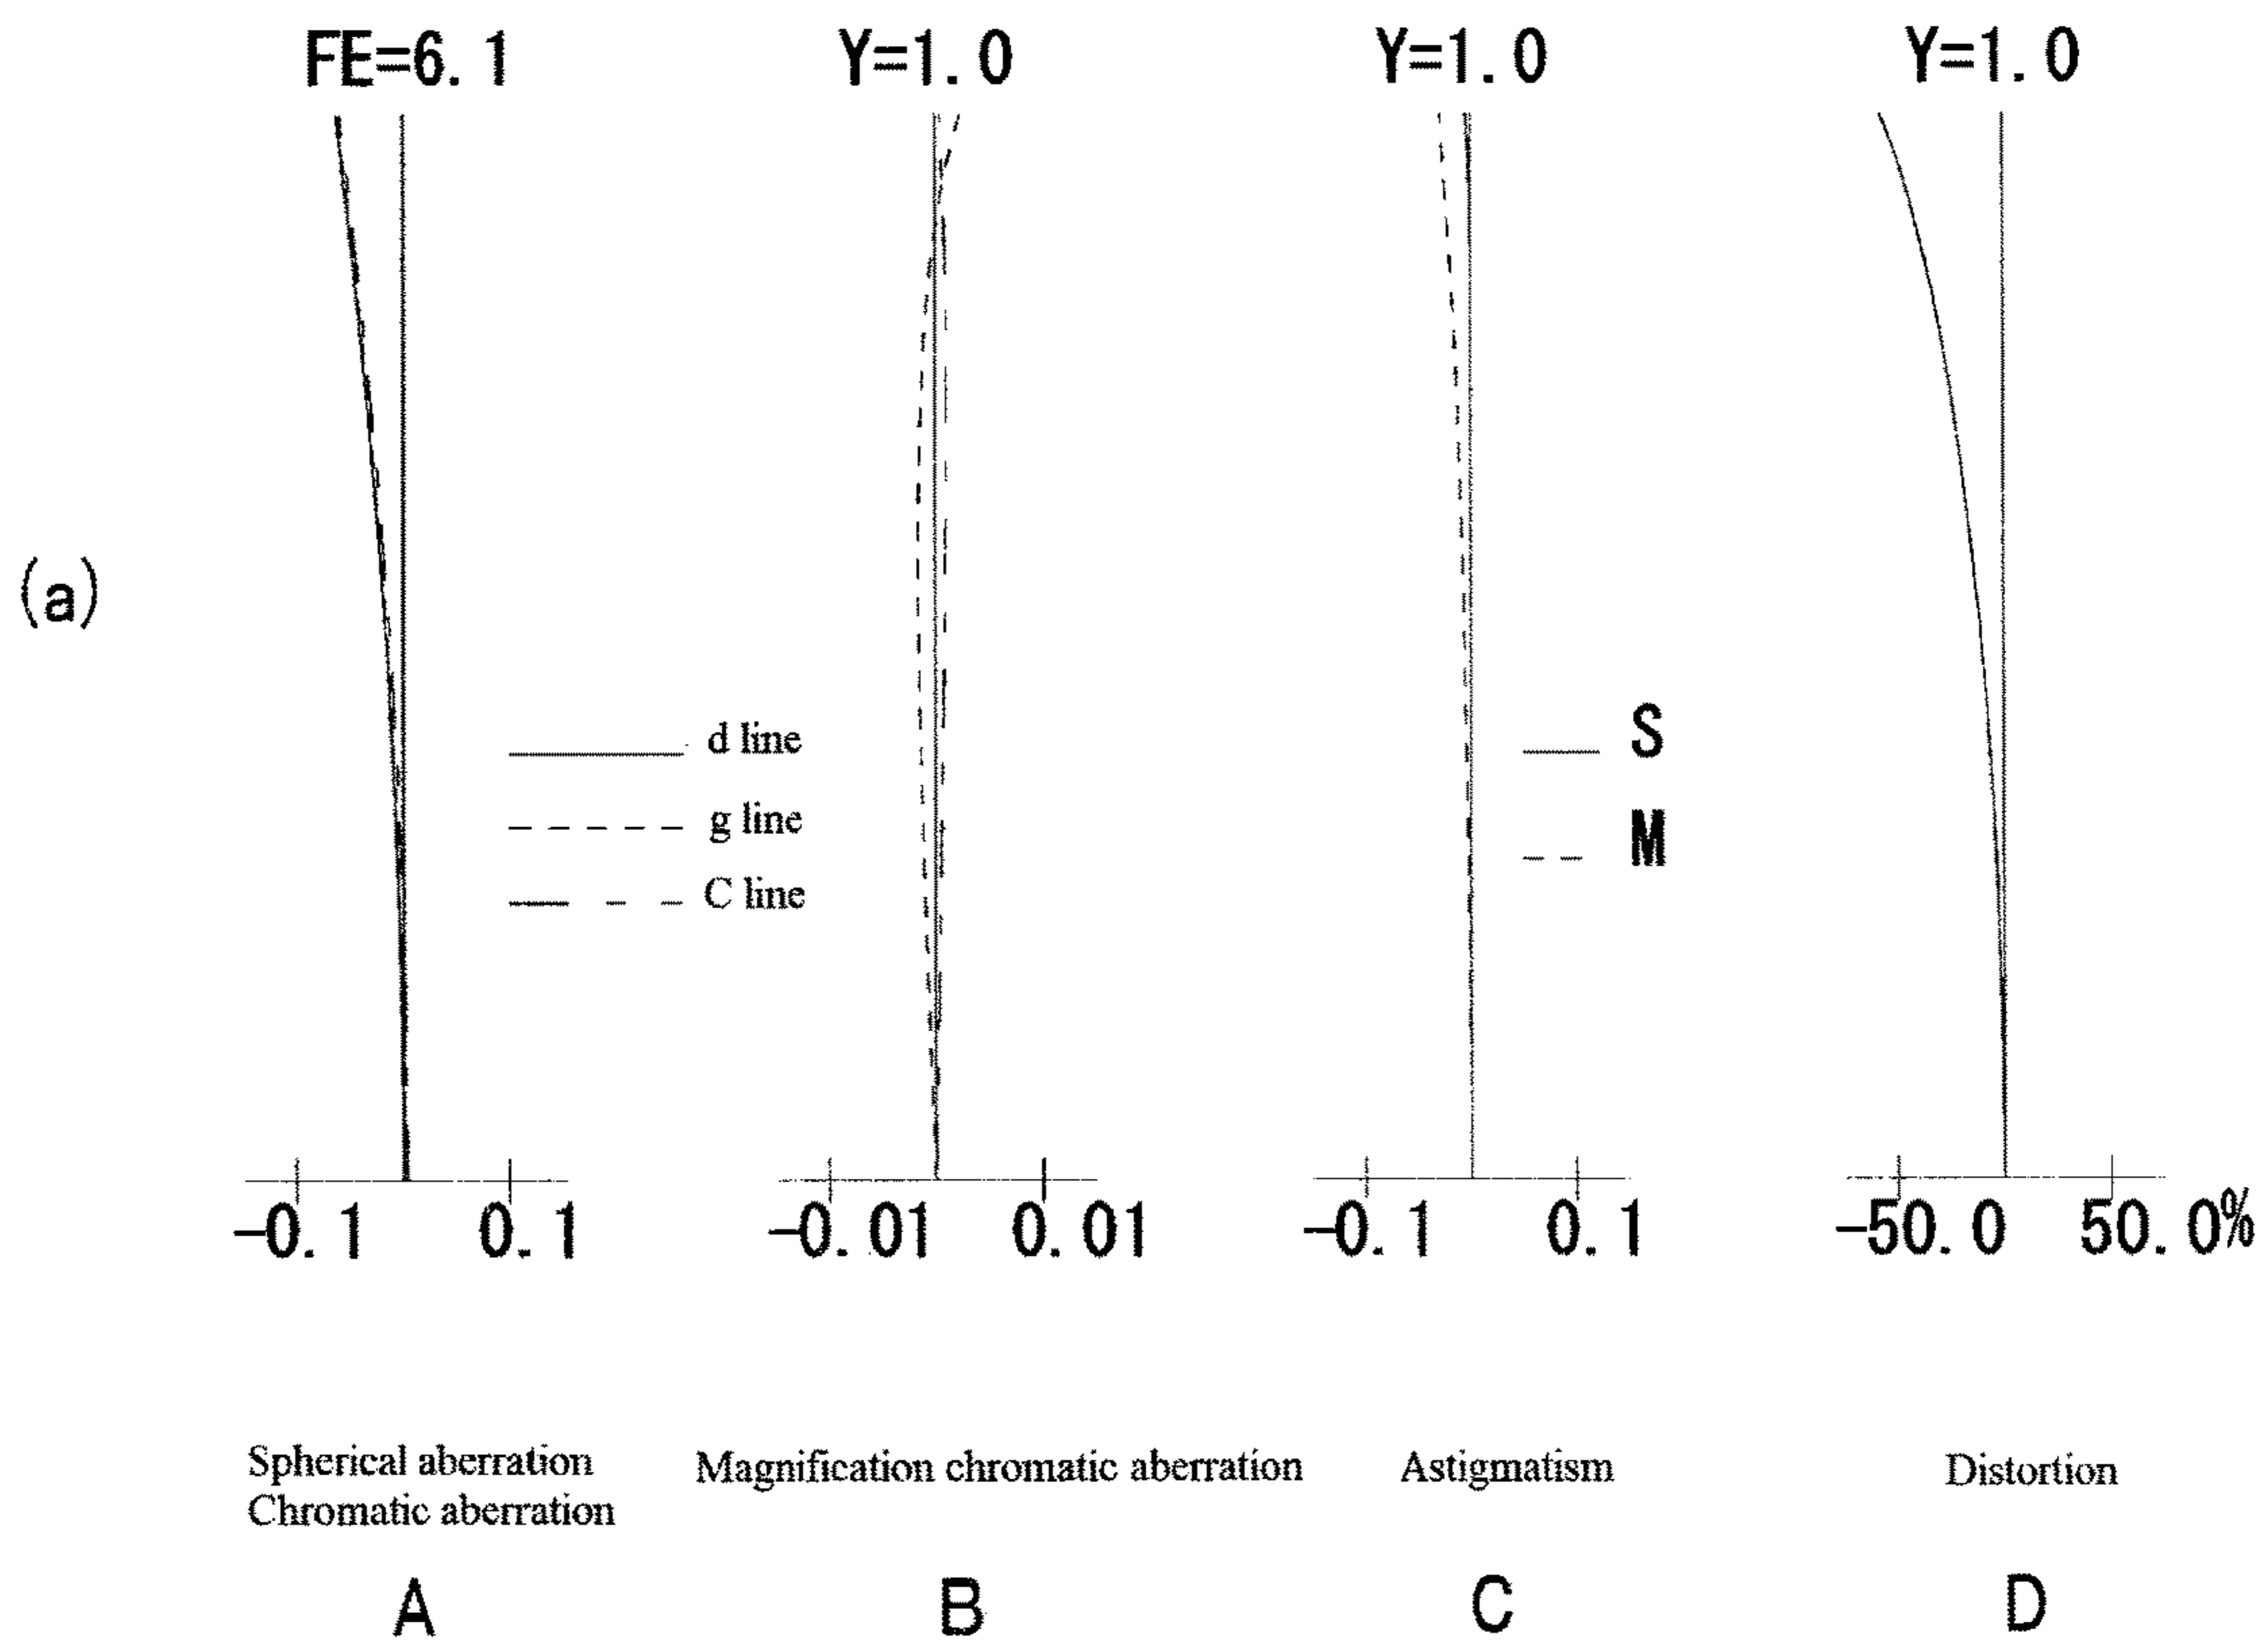 FE=6.1
Y=1.0
Y=1.0
Y=1.0
(a)
d line
g line
C line
S
M
-0.1
0.1
-0.01
0.01
-0.1
0.1
-50.0
50.0%
Spherical aberration
Chromatic aberration
Magnification chromatic aberration
Astigmatism
Distortion
A
B
C
D